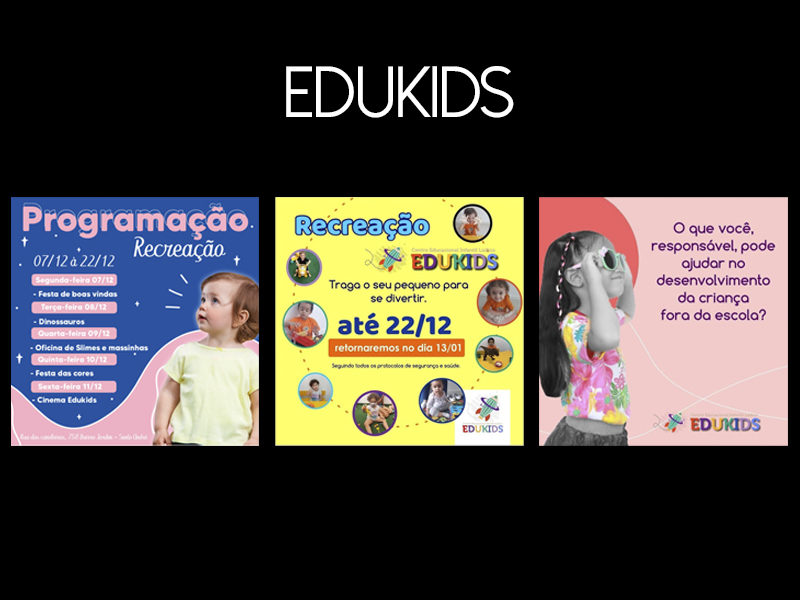 EDUKIDS
Programação
Recreação
07/12 à 22/12
Segunda-feira 07/12
- Festa de boas vindas
Terça-feira 08/12
- Dinossauros
Quarta-feira 09/12
- Oficina de Slimes e massinhas
Quinta-feira 10/12
- Festa das cores
Sexta-feira 11/12
- Cinema Edukids
Recreação
Centro Educacional Infantil
EDUKIDS
Traga o seu pequeno para
se divertir.
até 22/12
retornaremos no dia 13/01
Seguindo todos os protocolos de segurança e saúde.
EDUKIDS
O que você,
responsável, pode
ajudar no
desenvolvimento
da criança
fora da escola?
EDUKIDS